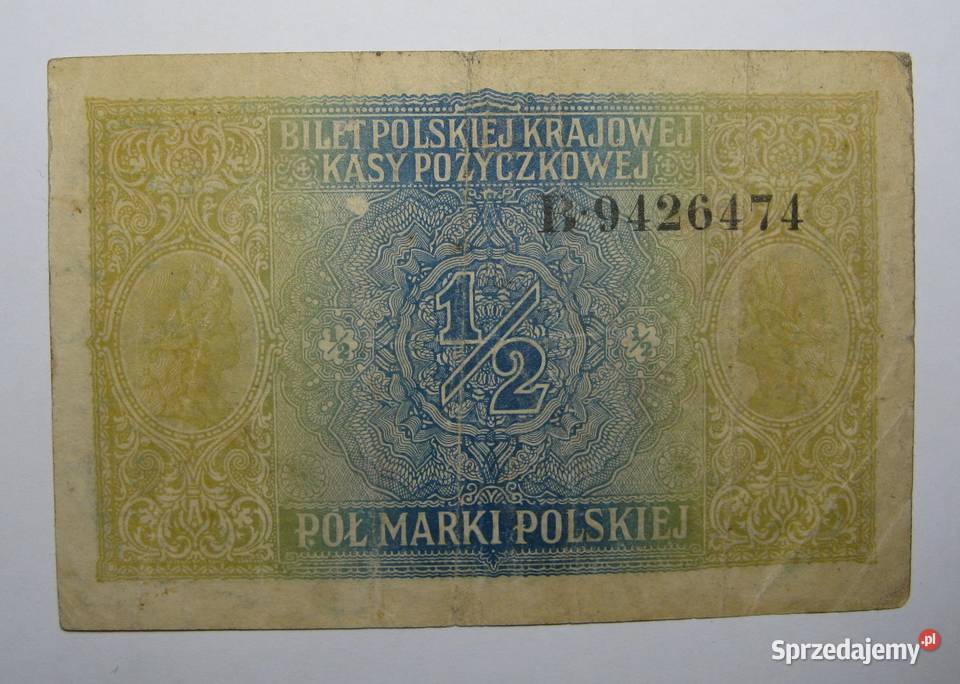 BILET POLSKIEJ KRAJOWEJ
KASY POŻYCZKOWEJ
B·9426474
1/2
1/2
1/2
PÓŁ MARKI POLSKIEJ
Sprzedajemy.pl